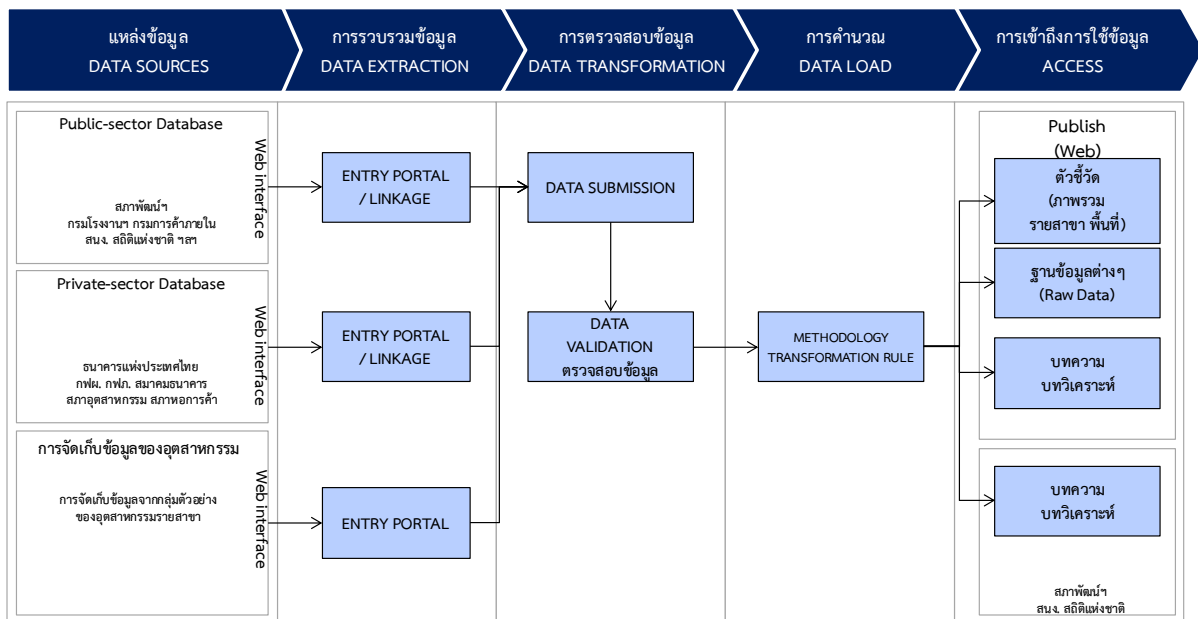 แหล่งข้อมูล
DATA SOURCES
การรวบรวมข้อมูล
DATA EXTRACTION
การตรวจสอบข้อมูล
DATA TRANSFORMATION
การคำนวณ
DATA LOAD
การเข้าถึงการใช้ข้อมูล
ACCESS
Public-sector Database
สภาพัฒน์ฯ
กรมโรงงานฯ กรมการค้าภายใน
สนง. สถิติแห่งชาติ ฯลฯ
Web interface
ENTRY PORTAL
/ LINKAGE
DATA SUBMISSION
Publish
(Web)
ตัวชี้วัด
(ภาพรวม
รายสาขา พื้นที่)
ฐานข้อมูลต่างๆ
(Raw Data)
Private-sector Database
ธนาคารแห่งประเทศไทย
กฟผ. กฟภ. สมาคมธนาคาร
สภาอุตสาหกรรม สภาหอการค้า
Web interface
ENTRY PORTAL
/ LINKAGE
DATA
VALIDATION
ตรวจสอบข้อมูล
METHODOLOGY
TRANSFORMATION RULE
บทความ
บทวิเคราะห์
การจัดเก็บข้อมูลของอุตสาหกรรม
การจัดเก็บข้อมูลจากกลุ่มตัวอย่าง
ของอุตสาหกรรมรายสาขา
Web interface
ENTRY PORTAL
บทความ
บทวิเคราะห์
สภาพัฒน์ฯ
สนง. สถิติแห่งชาติ